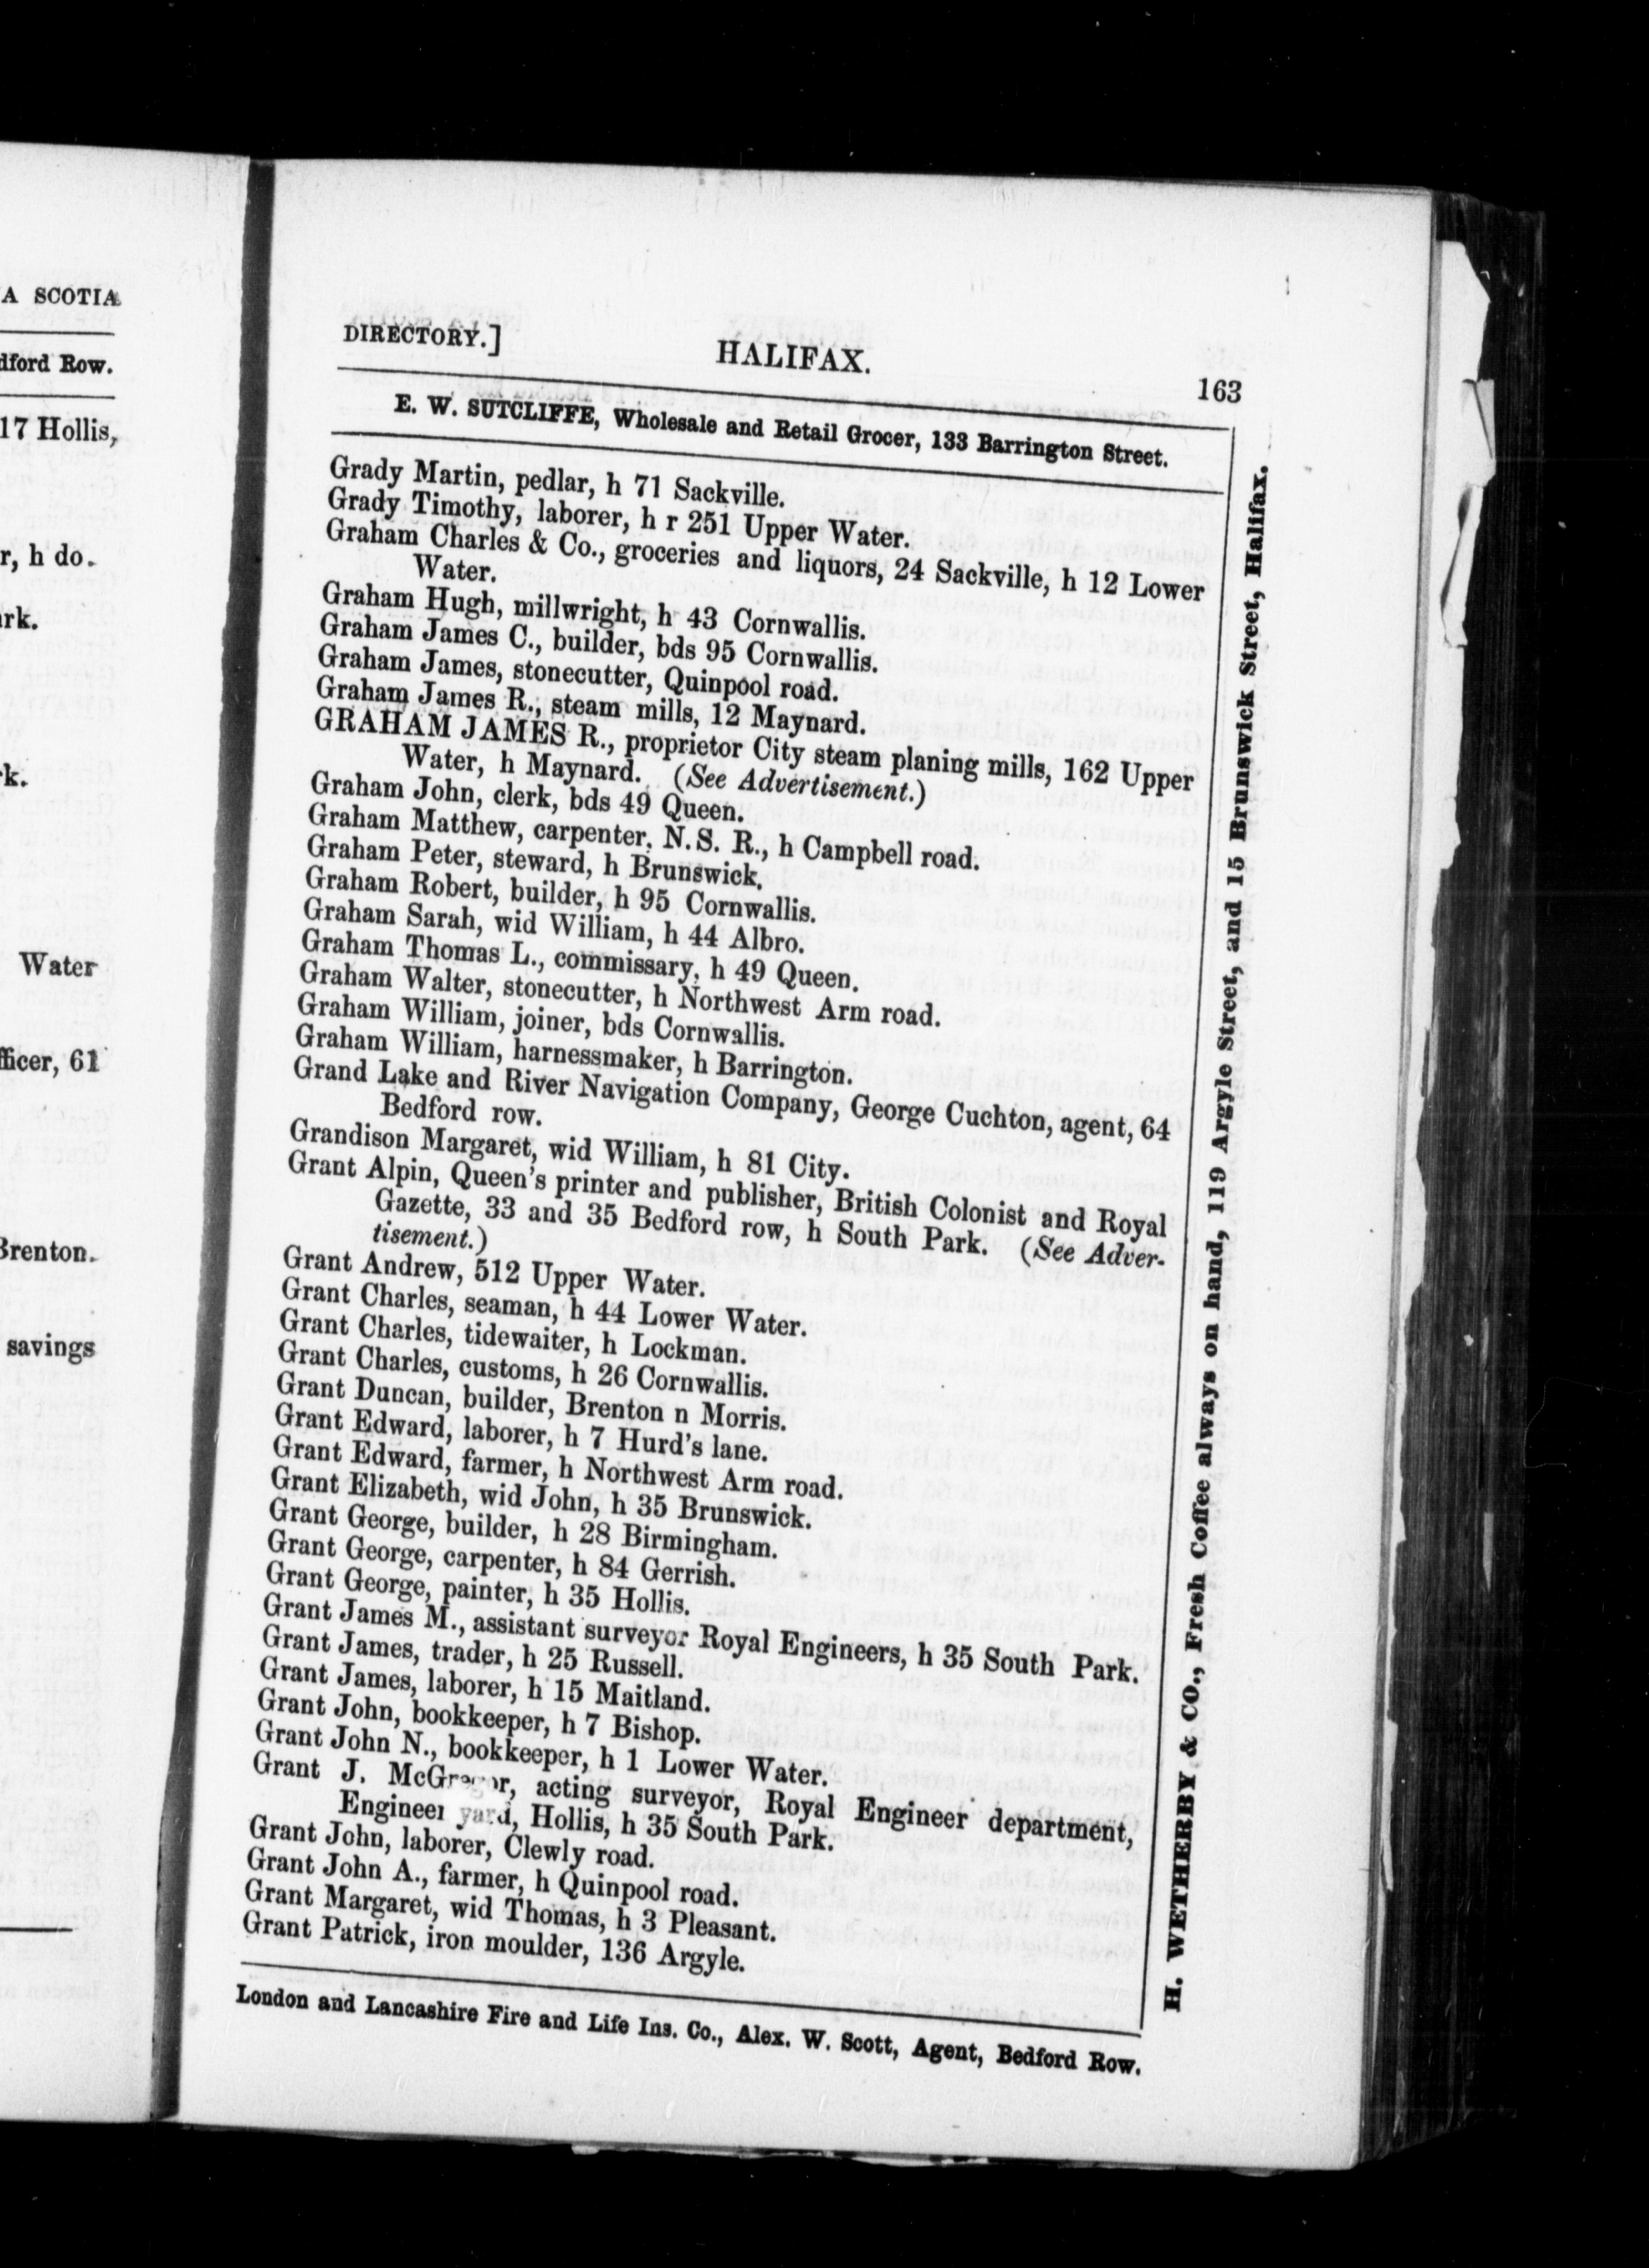 A SCOTIA
dford Row.
17 Hollis,
r, h do.
rk.
k.
Water
fficer, 61
Brenton.
savings
DIRECTORY.]
HALIFAX.
163
E. W. SUTCLIFFE, Wholesale and Retail Grocer, 133 Barrington Street.
Grady Martin, pedlar, h 71 Sackville.
Grady Timothy, laborer, h r 251 Upper Water.
Graham Charles & Co., groceries and liquors, 24 Sackville, h 12 Lower
Water.
Graham Hugh, millwright, h 43 Cornwallis.
Graham James C., builder, bds 95 Cornwallis.
Graham James, stonecutter, Quinpool road.
Graham James R., steam mills, 12 Maynard.
GRAHAM JAMES R., proprietor City steam planing mills, 162 Upper
Water, h Maynard. (See Advertisement.)
Graham John, clerk, bds 49 Queen.
Graham Matthew, carpenter, N. S. R., h Campbell road.
Graham Peter, steward, h Brunswick.
Graham Robert, builder, h 95 Cornwallis.
Graham Sarah, wid William, h 44 Albro.
Graham Thomas L., commissary, h 49 Queen.
Graham Walter, stonecutter, h Northwest Arm road.
Graham William, joiner, bds Cornwallis.
Graham William, harnessmaker, h Barrington.
Grand Lake and River Navigation Company, George Cuchton, agent, 64
Bedford row.
Grandison Margaret, wid William, h 81 City.
Grant Alpin, Queen's printer and publisher, British Colonist and Royal
Gazette, 33 and 35 Bedford row, h South Park. (See Adver-
tisement.)
Grant Andrew, 512 Upper Water.
Grant Charles, seaman, h 44 Lower Water.
Grant Charles, tidewaiter, h Lockman.
Grant Charles, customs, h 26 Cornwallis.
Grant Duncan, builder, Brenton n Morris.
Grant Edward, laborer, h 7 Hurd's lane.
Grant Edward, farmer, h Northwest Arm road.
Grant Elizabeth, wid John, h 35 Brunswick.
Grant George, builder, h 28 Birmingham.
Grant George, carpenter, h 84 Gerrish.
Grant George, painter, h 35 Hollis.
Grant James M., assistant surveyor Royal Engineers, h 35 South Park.
Grant James, trader, h 25 Russell.
Grant James, laborer, h 15 Maitland.
Grant John, bookkeeper, h 7 Bishop.
Grant John N., bookkeeper, h 1 Lower Water.
Grant J. McGregor, acting surveyor, Royal Engineer department,
Engineer yard, Hollis, h 35 South Park.
Grant John, laborer, Clewly road.
Grant John A., farmer, h Quinpool road.
Grant Margaret, wid Thomas, h 3 Pleasant.
Grant Patrick, iron moulder, 136 Argyle.
London and Lancashire Fire and Life Ins. Co., Alex. W. Scott, Agent, Bedford Row.
H. WETHERBY & CO., Fresh Coffee always on hand, 119 Argyle Street, and 15 Brunswick Street, Halifax.